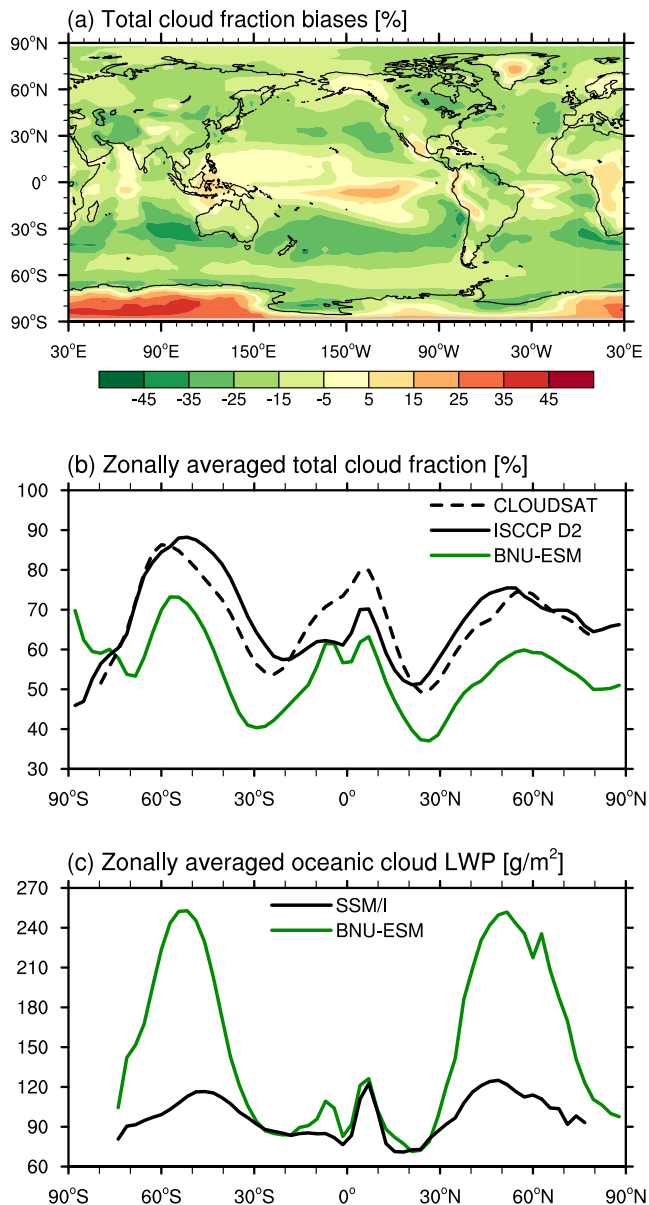 (a) Total cloud fraction biases [%]
90°N
60°N
30°N
0°
30°S
60°S
90°S
30°E 90°E 150°E 150°W 90°W 30°W 30°E
-45 -35 -25 -15 -5 5 15 25 35 45
(b) Zonally averaged total cloud fraction [%]
100
90
80
70
60
50
40
30
CLOUDSAT
ISCCP D2
BNU-ESM
90°S 60°S 30°S 0° 30°N 60°N 90°N
(c) Zonally averaged oceanic cloud LWP [g/m²]
270
240
210
180
150
120
90
60
SSM/I
BNU-ESM
90°S 60°S 30°S 0° 30°N 60°N 90°N